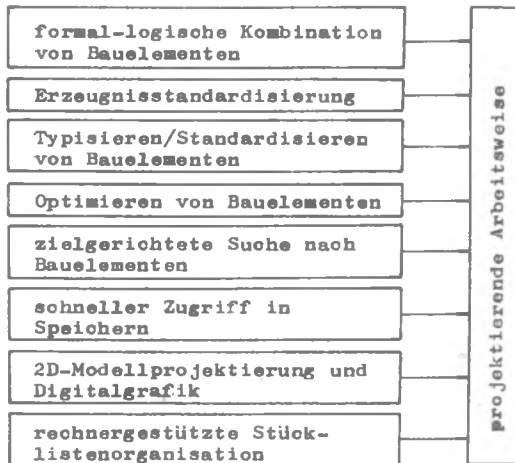 formal-logische Kombination
von Bauelementen
Erzeugnisstandardisierung
Typisieren/Standardisieren
von Bauelementen
Optimieren von Bauelementen
zielgerichtete Suche nach
Bauelementen
schneller Zugriff in
Speichern
2D-Modellprojektierung und
Digitalgrafik
rechnergestützte Stück-
listenorganisation
projektierende Arbeitsweise